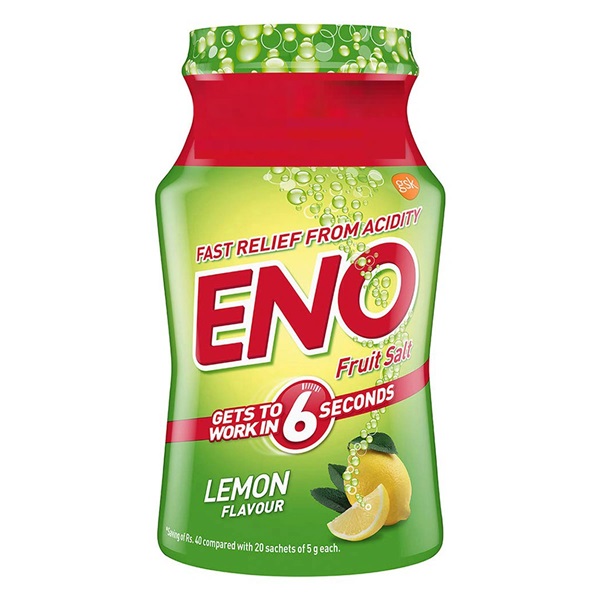 gsk
FAST RELIEF FROM ACIDITY
ENO
Fruit Salt
GETS TO
WORK IN 6 SECONDS
LEMON
FLAVOUR
*Saving of Rs. 40 compared with 20 sachets of 5 g each.